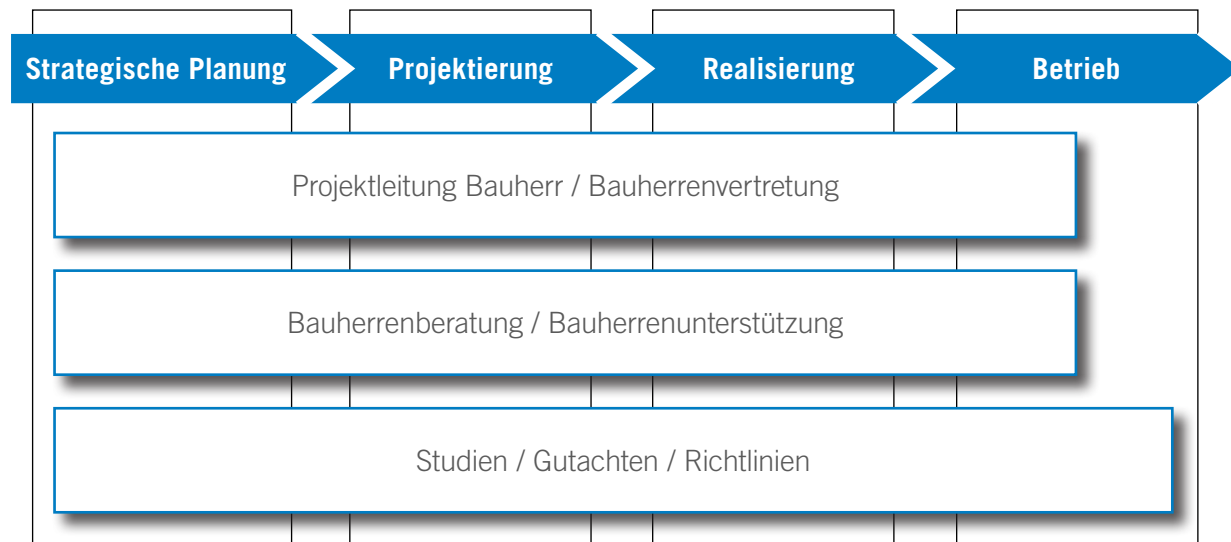 Strategische Planung
Projektierung
Realisierung
Betrieb
Projektleitung Bauherr / Bauherrenvertretung
Bauherrenberatung / Bauherrenunterstützung
Studien / Gutachten / Richtlinien